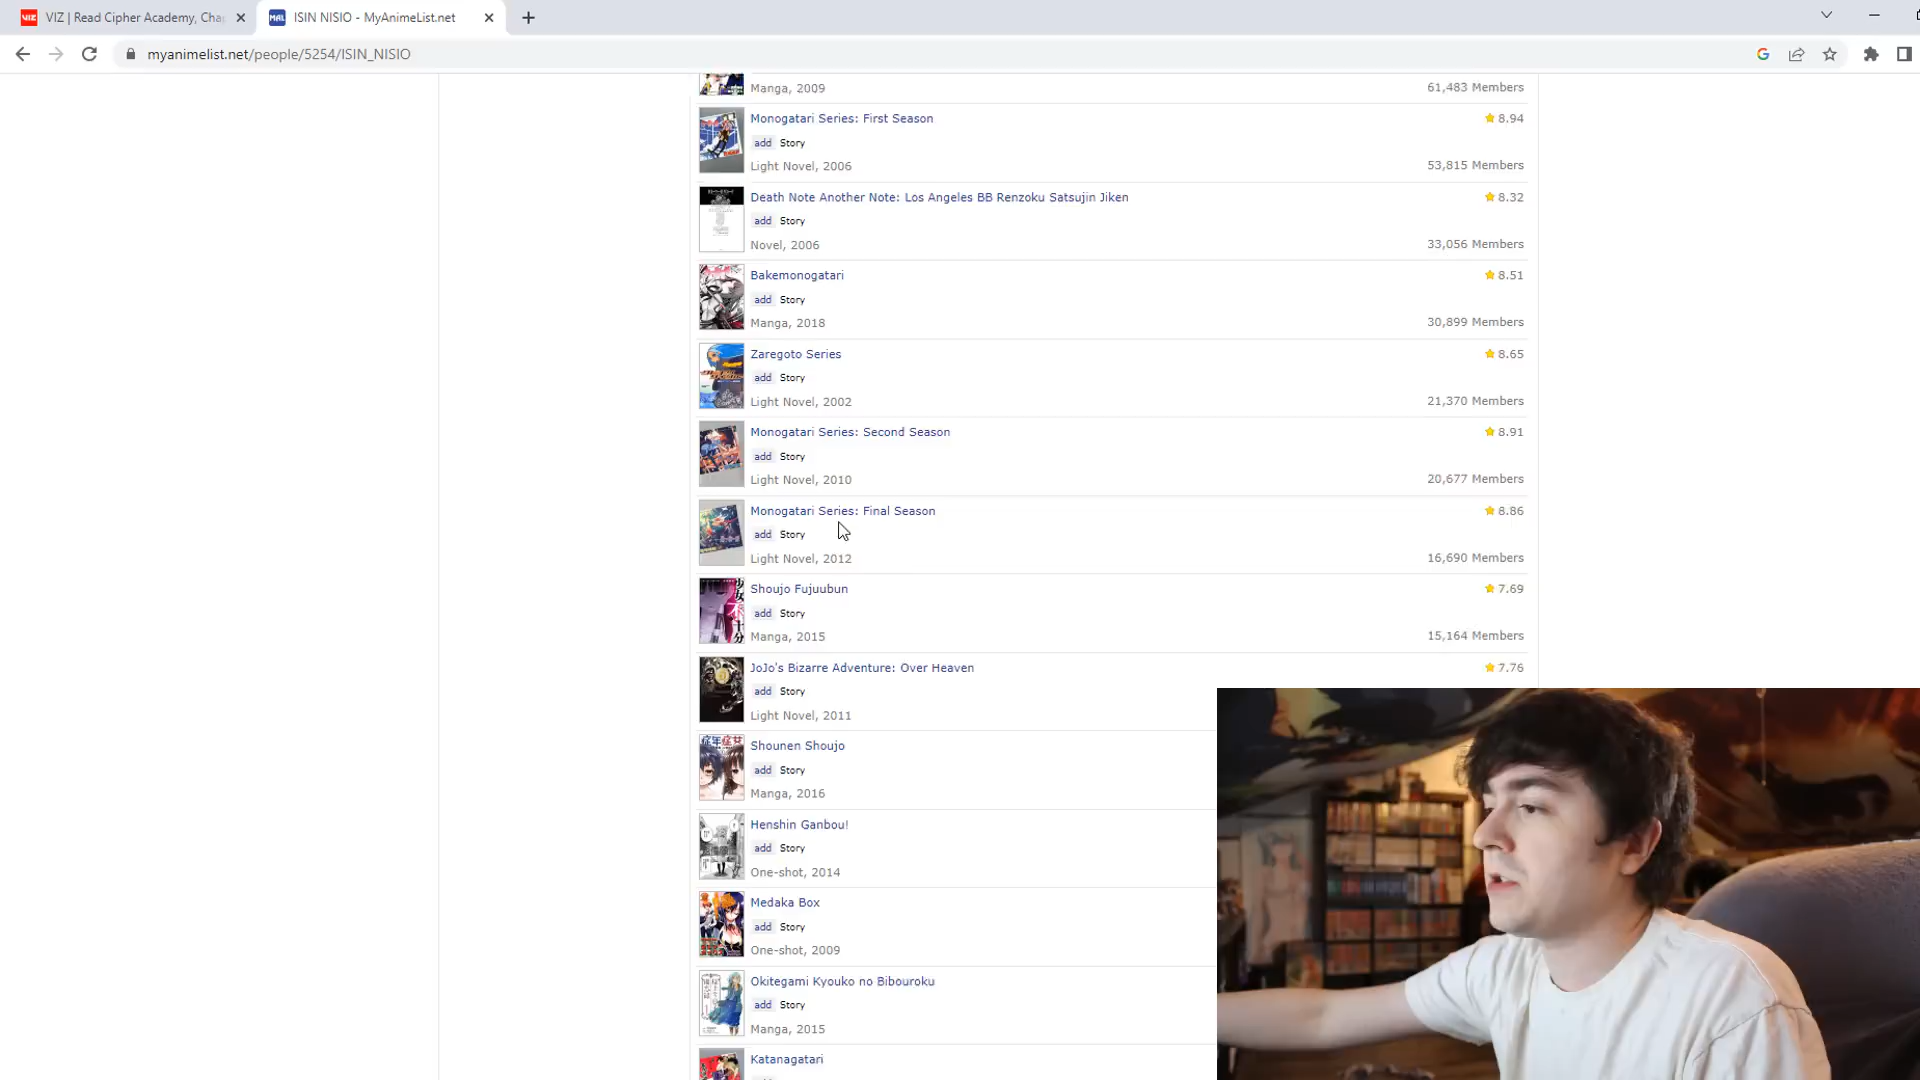 VIZ | Read Cipher Academy, Cha
ISIN NISIO - MyAnimeList.net
myanimelist.net/people/5254/ISIN_NISIO
Manga, 2009
61,483 Members
Monogatari Series: First Season
8.94
add Story
Light Novel, 2006
53,815 Members
Death Note Another Note: Los Angeles BB Renzoku Satsujin Jiken
8.32
add Story
Novel, 2006
33,056 Members
Bakemonogatari
8.51
add Story
Manga, 2018
30,899 Members
Zaregoto Series
8.65
add Story
Light Novel, 2002
21,370 Members
Monogatari Series: Second Season
8.91
add Story
Light Novel, 2010
20,677 Members
Monogatari Series: Final Season
8.86
add Story
Light Novel, 2012
16,690 Members
Shoujo Fujuubun
7.69
add Story
Manga, 2015
15,164 Members
JoJo's Bizarre Adventure: Over Heaven
7.76
add Story
Light Novel, 2011
Shounen Shoujo
add Story
Manga, 2016
Henshin Ganbou!
add Story
One-shot, 2014
Medaka Box
add Story
One-shot, 2009
Okitegami Kyouko no Bibouroku
add Story
Manga, 2015
Katanagatari